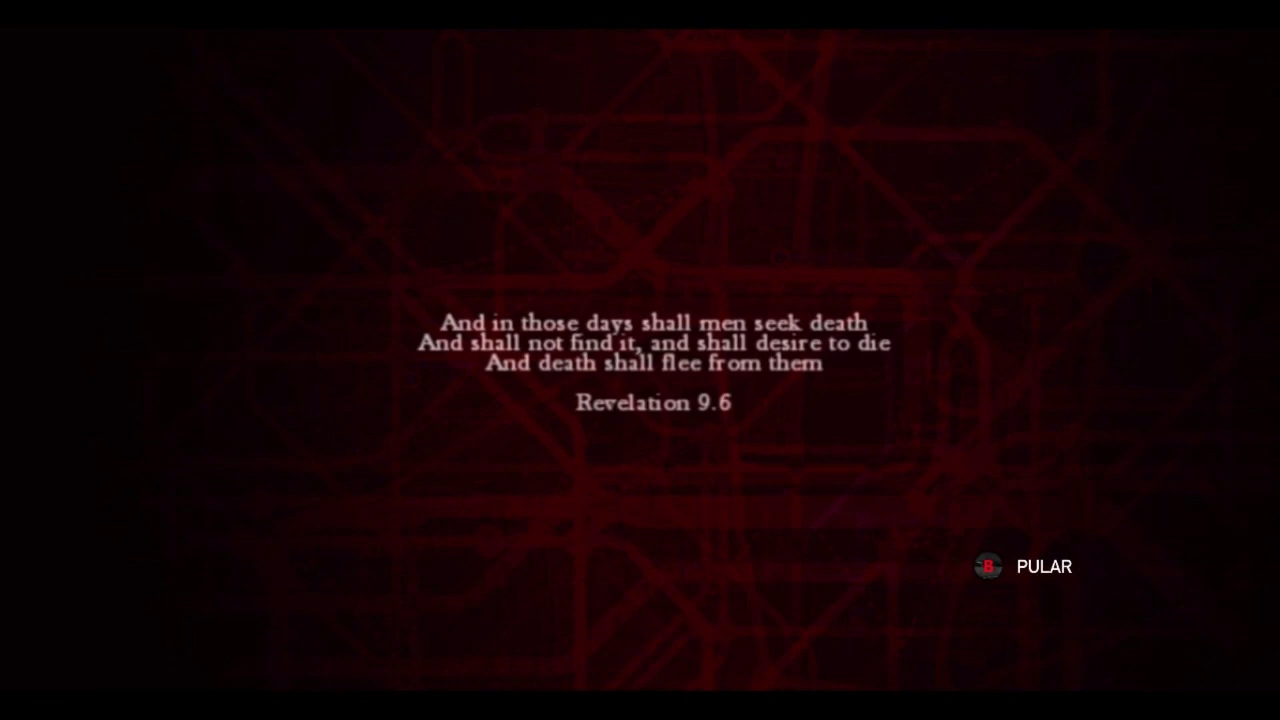 And in those days shall men seek death
And shall not find it, and shall desire to die
And death shall flee from them
Revelation 9.6
B PULAR